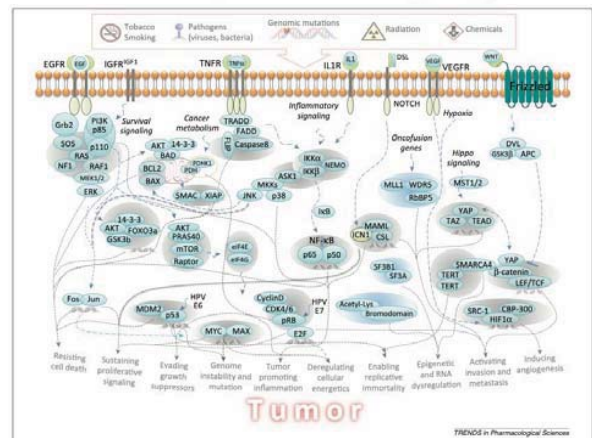 Genomic mutations
Tobacco Smoking
Pathogens (viruses, bacteria)
Radiation
Chemicals
EGFR
EGF
IGFR
IGF1
TNFR
TNFα
IL1R
IL1
DSL
NOTCH
VEGF
VEGFR
WNT
Frizzled
Survival signaling
Cancer metabolism
Inflammatory signaling
Oncofusion genes
Hypoxia
Hippo signaling
Grb2
PI3K
p85
p110
SOS
RAS
NF1
RAF1
MEK1/2
ERK
AKT
14-3-3
BAD
BCL2
BAX
PDHK1
PDH
SMAC
XIAP
TRADD
FADD
FLIP
Caspase8
IKKα
IKKβ
NEMO
ASK1
MKKs
JNK
p38
IκB
NF-κB
p65
p50
MLL1
WDR5
RbBP5
MST1/2
DVL
GSK3β
APC
YAP
TAZ
TEAD
14-3-3
AKT
FOXO3a
GSK3b
AKT
PRAS40
mTOR
Raptor
eIF4E
eIF4G
ICN1
MAML
CSL
SF3B1
SF3A
Acetyl-Lys
Bromodomain
SMARCA4
TERT
TERT
YAP
β-catenin
LEF/TCF
SRC-1
CBP-300
HIF1α
Fos
Jun
MDM2
p53
HPV E6
MYC
MAX
CyclinD
CDK4/6
pRB
E2F
HPV E7
Resisting cell death
Sustaining proliferative signaling
Evading growth suppressors
Genome instability and mutation
Tumor promoting inflammation
Deregulating cellular energetics
Enabling replicative immortality
Epigenetic and RNA dysregulation
Activating invasion and metastasis
Inducing angiogenesis
Tumor
TRENDS in Pharmacological Sciences